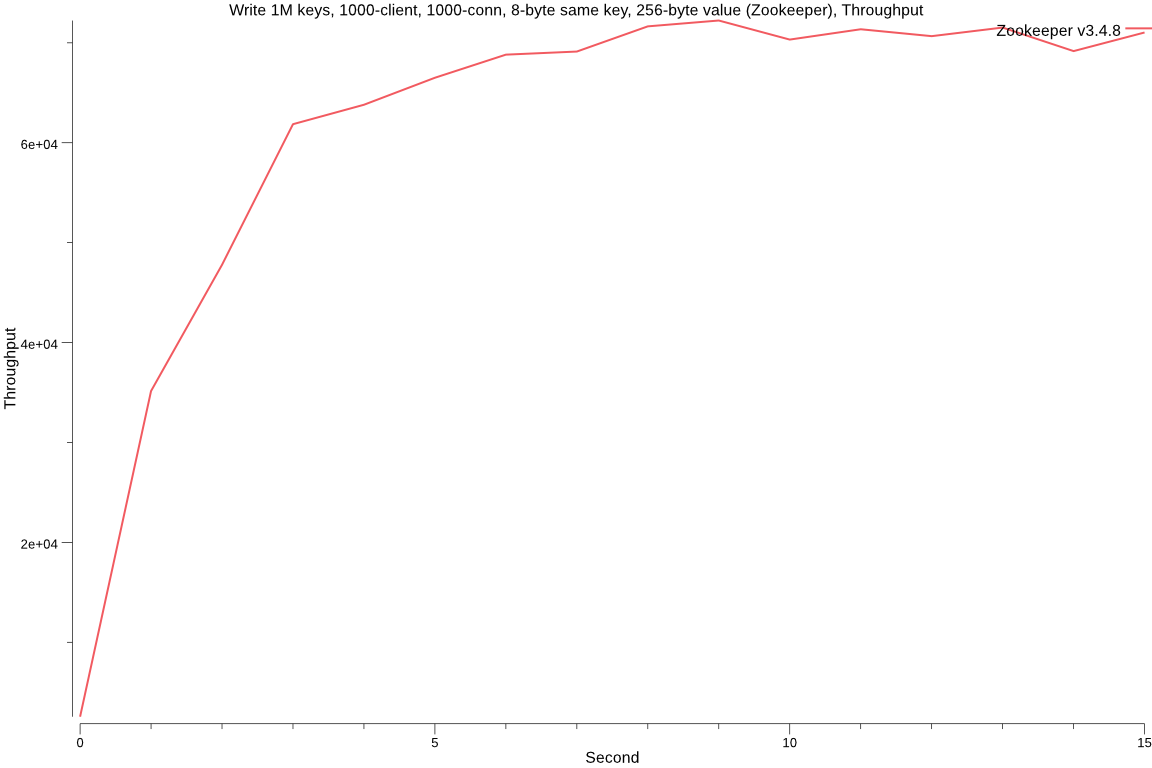 Write 1M keys, 1000-client, 1000-conn, 8-byte same key, 256-byte value (Zookeeper), Throughput
Zookeeper v3.4.8
6e+04
4e+04
2e+04
Throughput
0
5
10
15
Second